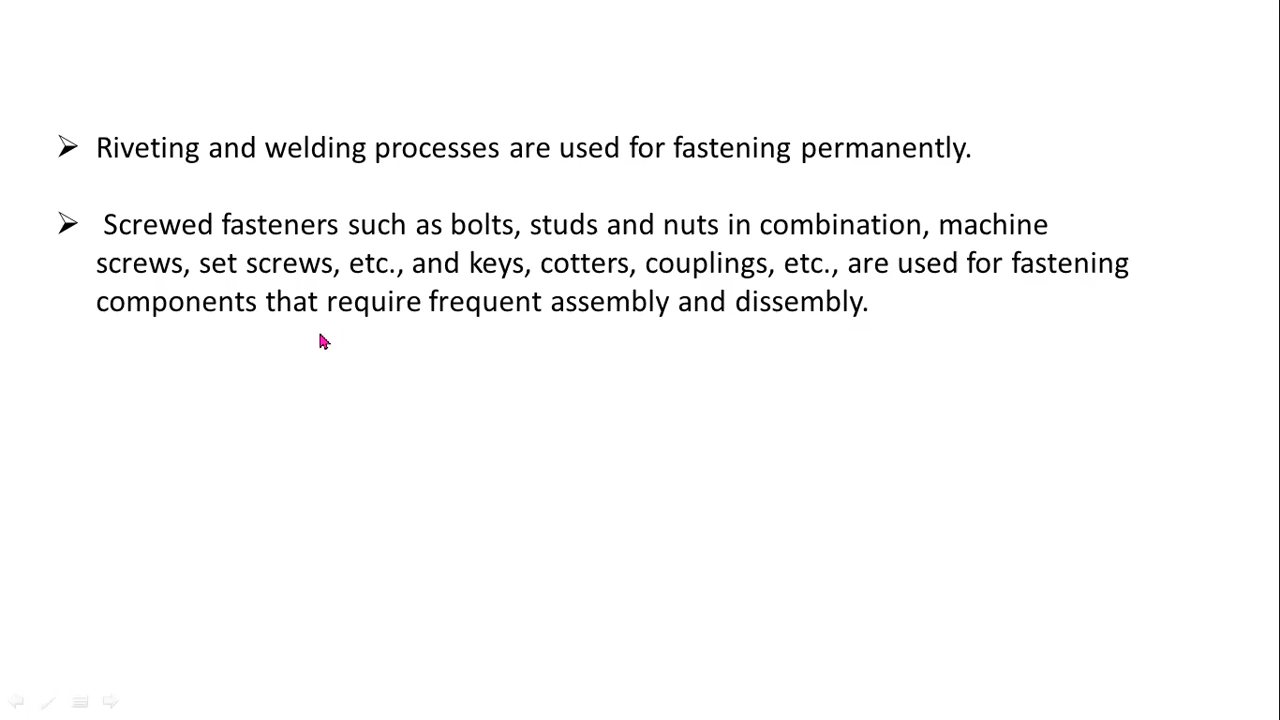 ➢ Riveting and welding processes are used for fastening permanently.
➢ Screwed fasteners such as bolts, studs and nuts in combination, machine
screws, set screws, etc., and keys, cotters, couplings, etc., are used for fastening
components that require frequent assembly and dissembly.